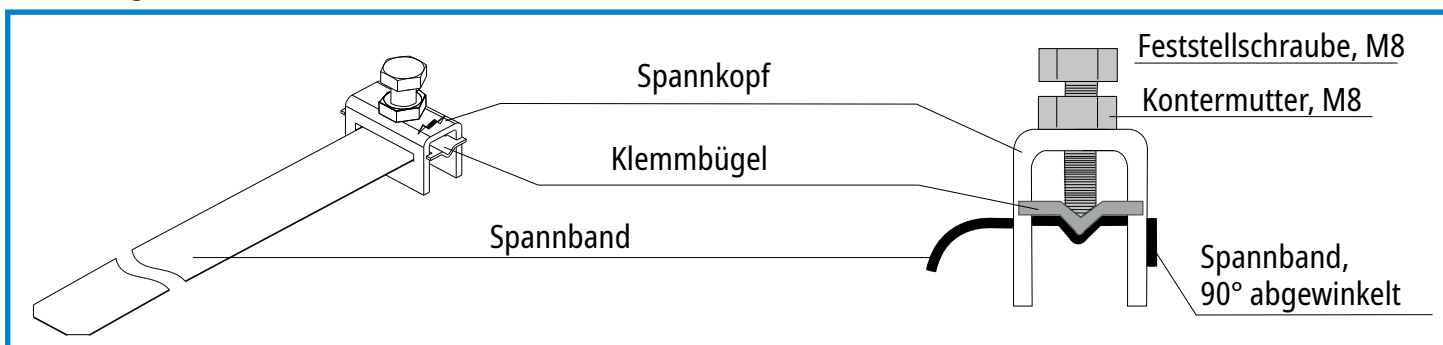 Feststellschraube, M8
Spannkopf
Kontermutter, M8
Klemmbügel
Spannband
Spannband,
90° abgewinkelt